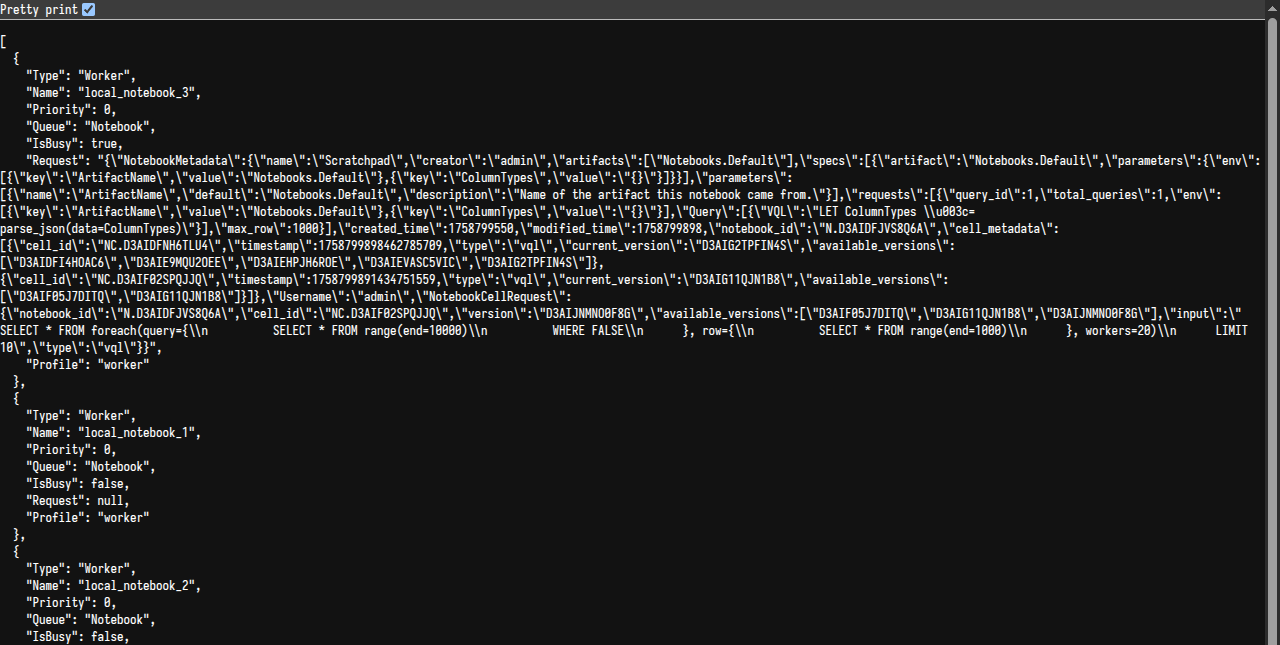 Pretty print
[
  {
    "Type": "Worker",
    "Name": "local_notebook_3",
    "Priority": 0,
    "Queue": "Notebook",
    "IsBusy": true,
    "Request": "{\"NotebookMetadata\":{\"name\":\"Scratchpad\",\"creator\":\"admin\",\"artifacts\":[\"Notebooks.Default\"],\"specs\":[{\"artifact\":\"Notebooks.Default\",\"parameters\":{\"env\":
[{\"key\":\"ArtifactName\",\"value\":\"Notebooks.Default\"},{\"key\":\"ColumnTypes\",\"value\":\"{}\"}]}}],\"parameters\":
[{\"name\":\"ArtifactName\",\"default\":\"Notebooks.Default\",\"description\":\"Name of the artifact this notebook came from.\"}],\"requests\":[{\"query_id\":1,\"total_queries\":1,\"env\":
[{\"key\":\"ArtifactName\",\"value\":\"Notebooks.Default\"},{\"key\":\"ColumnTypes\",\"value\":\"{}\"}],\"Query\":[{\"VQL\":\"LET ColumnTypes \\u003c=
parse_json(data=ColumnTypes)\"}],\"max_row\":1000}],\"created_time\":1758799550,\"modified_time\":1758799898,\"notebook_id\":\"N.D3AIDFJVS8Q6A\",\"cell_metadata\":
[{\"cell_id\":\"NC.D3AIDFNH6TLU4\",\"timestamp\":1758799898462785709,\"type\":\"vql\",\"current_version\":\"D3AIG2TPFIN4S\",\"available_versions\":
[\"D3AIDFI4HOAC6\",\"D3AIE9MQU2OEE\",\"D3AIEHPJH6ROE\",\"D3AIEVASC5VIC\",\"D3AIG2TPFIN4S\"]},
{\"cell_id\":\"NC.D3AIF02SPQJJQ\",\"timestamp\":1758799891434751559,\"type\":\"vql\",\"current_version\":\"D3AIG11QJN1B8\",\"available_versions\":
[\"D3AIF05J7DITQ\",\"D3AIG11QJN1B8\"]}]},\"Username\":\"admin\",\"NotebookCellRequest\":
{\"notebook_id\":\"N.D3AIDFJVS8Q6A\",\"cell_id\":\"NC.D3AIF02SPQJJQ\",\"version\":\"D3AIJNMNO0F8G\",\"available_versions\":[\"D3AIF05J7DITQ\",\"D3AIG11QJN1B8\",\"D3AIJNMNO0F8G\"],\"input\":\"
SELECT * FROM foreach(query={\\n          SELECT * FROM range(end=10000)\\n          WHERE FALSE\\n      }, row={\\n          SELECT * FROM range(end=1000)\\n      }, workers=20)\\n      LIMIT
10\",\"type\":\"vql\"}}",
    "Profile": "worker"
  },
  {
    "Type": "Worker",
    "Name": "local_notebook_1",
    "Priority": 0,
    "Queue": "Notebook",
    "IsBusy": false,
    "Request": null,
    "Profile": "worker"
  },
  {
    "Type": "Worker",
    "Name": "local_notebook_2",
    "Priority": 0,
    "Queue": "Notebook",
    "IsBusy": false,